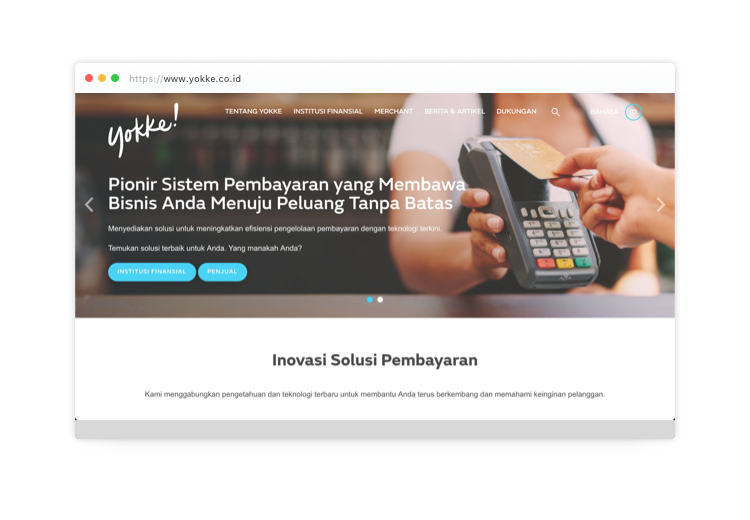 https://www.yokke.co.id
yokke!
TENTANG YOKKE INSTITUSI FINANSIAL MERCHANT BERITA & ARTIKEL DUKUNGAN BAHASA
Pionir Sistem Pembayaran yang Membawa
Bisnis Anda Menuju Peluang Tanpa Batas
Menyediakan solusi untuk meningkatkan efisiensi pengelolaan pembayaran dengan teknologi terkini.
Temukan solusi terbaik untuk Anda. Yang manakah Anda?
INSTITUSI FINANSIAL PENJUAL
Inovasi Solusi Pembayaran
Kami menggabungkan pengetahuan dan teknologi terbaru untuk membantu Anda terus berkembang dan memahami keinginan pelanggan.